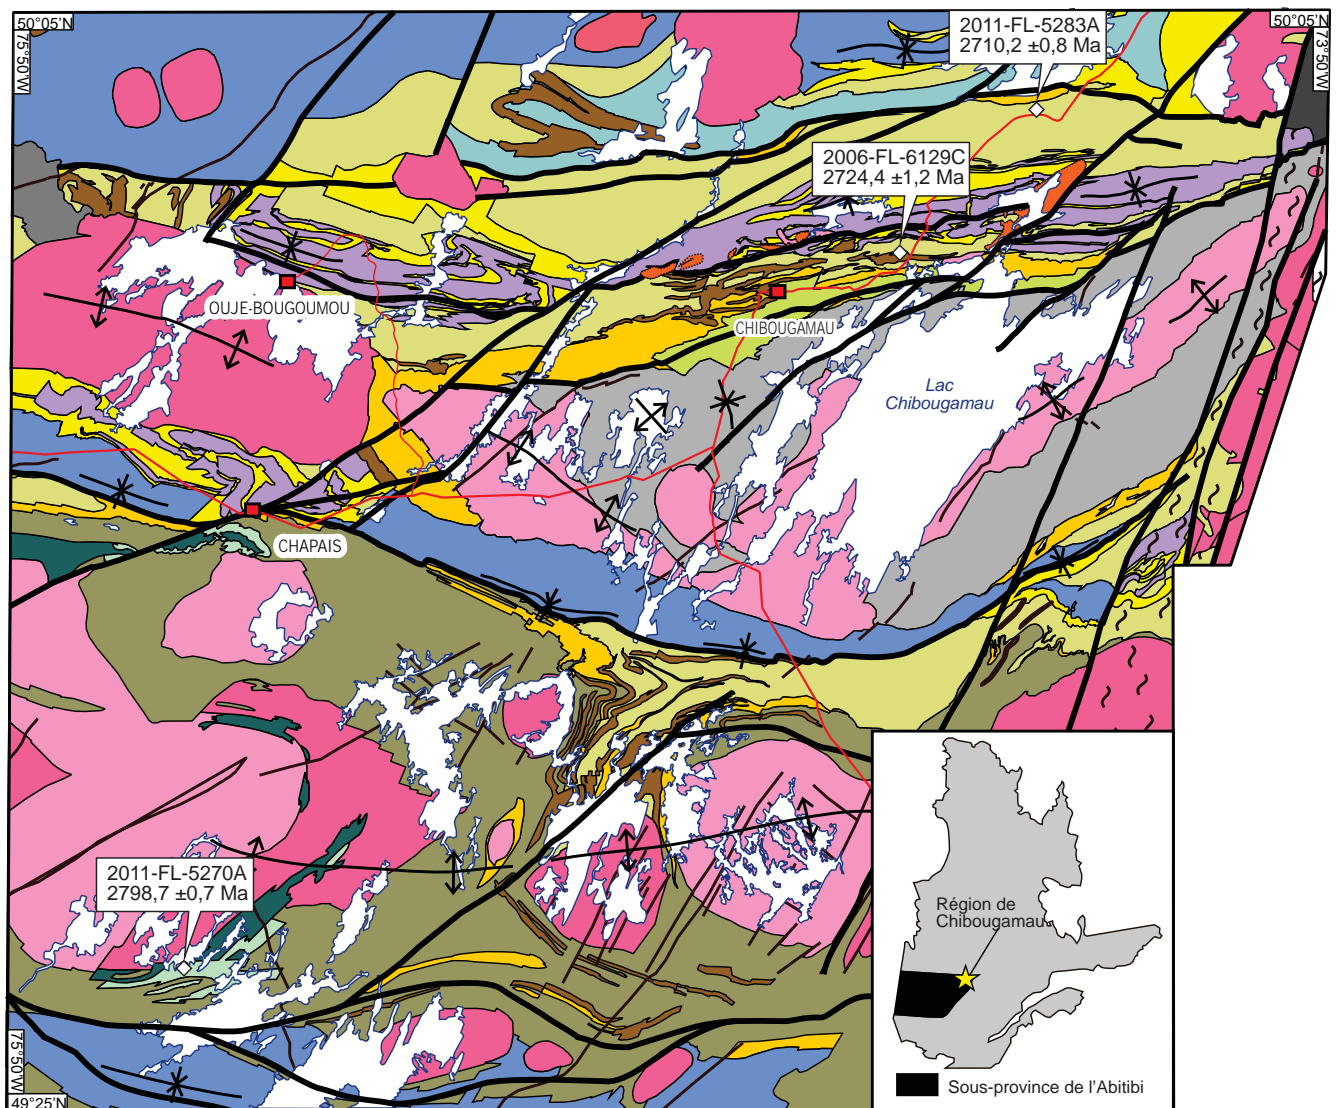 50°05'N
75°50'W
2011-FL-5283A
2710,2 ±0,8 Ma
50°05'N
73°50'W
2006-FL-6129C
2724,4 ±1,2 Ma
OUJE-BOUGOUMOU
CHIBOUGAMAU
Lac
Chibougamau
CHAPAIS
2011-FL-5270A
2798,7 ±0,7 Ma
Région de
Chibougamau
75°50'W
49°25'N
Sous-province de l'Abitibi